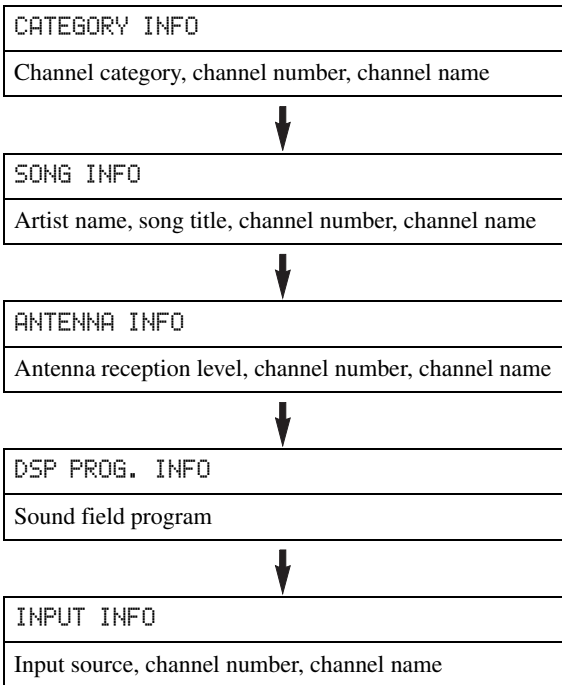 CATEGORY INFO
Channel category, channel number, channel name
SONG INFO
Artist name, song title, channel number, channel name
ANTENNA INFO
Antenna reception level, channel number, channel name
DSP PROG. INFO
Sound field program
INPUT INFO
Input source, channel number, channel name